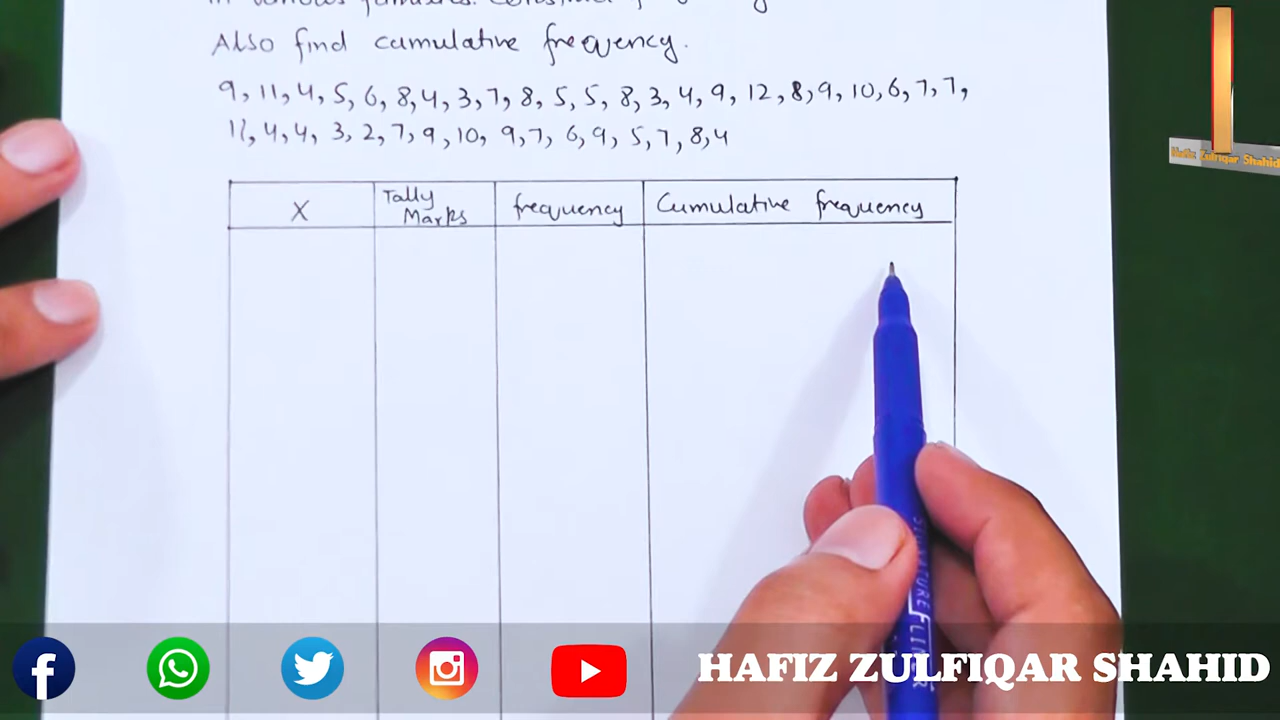 Also find cumulative frequency.
9, 11, 4, 5, 6, 8, 4, 3, 7, 8, 5, 5, 8, 3, 4, 9, 12, 8, 9, 10, 6, 7, 7,
11, 4, 4, 3, 2, 7, 9, 10, 9, 7, 6, 9, 5, 7, 8, 4
X Tally Marks frequency Cumulative frequency
Hafiz Zulfiqar Shahid
SIGNATURE FLINER
HAFIZ ZULFIQAR SHAHID